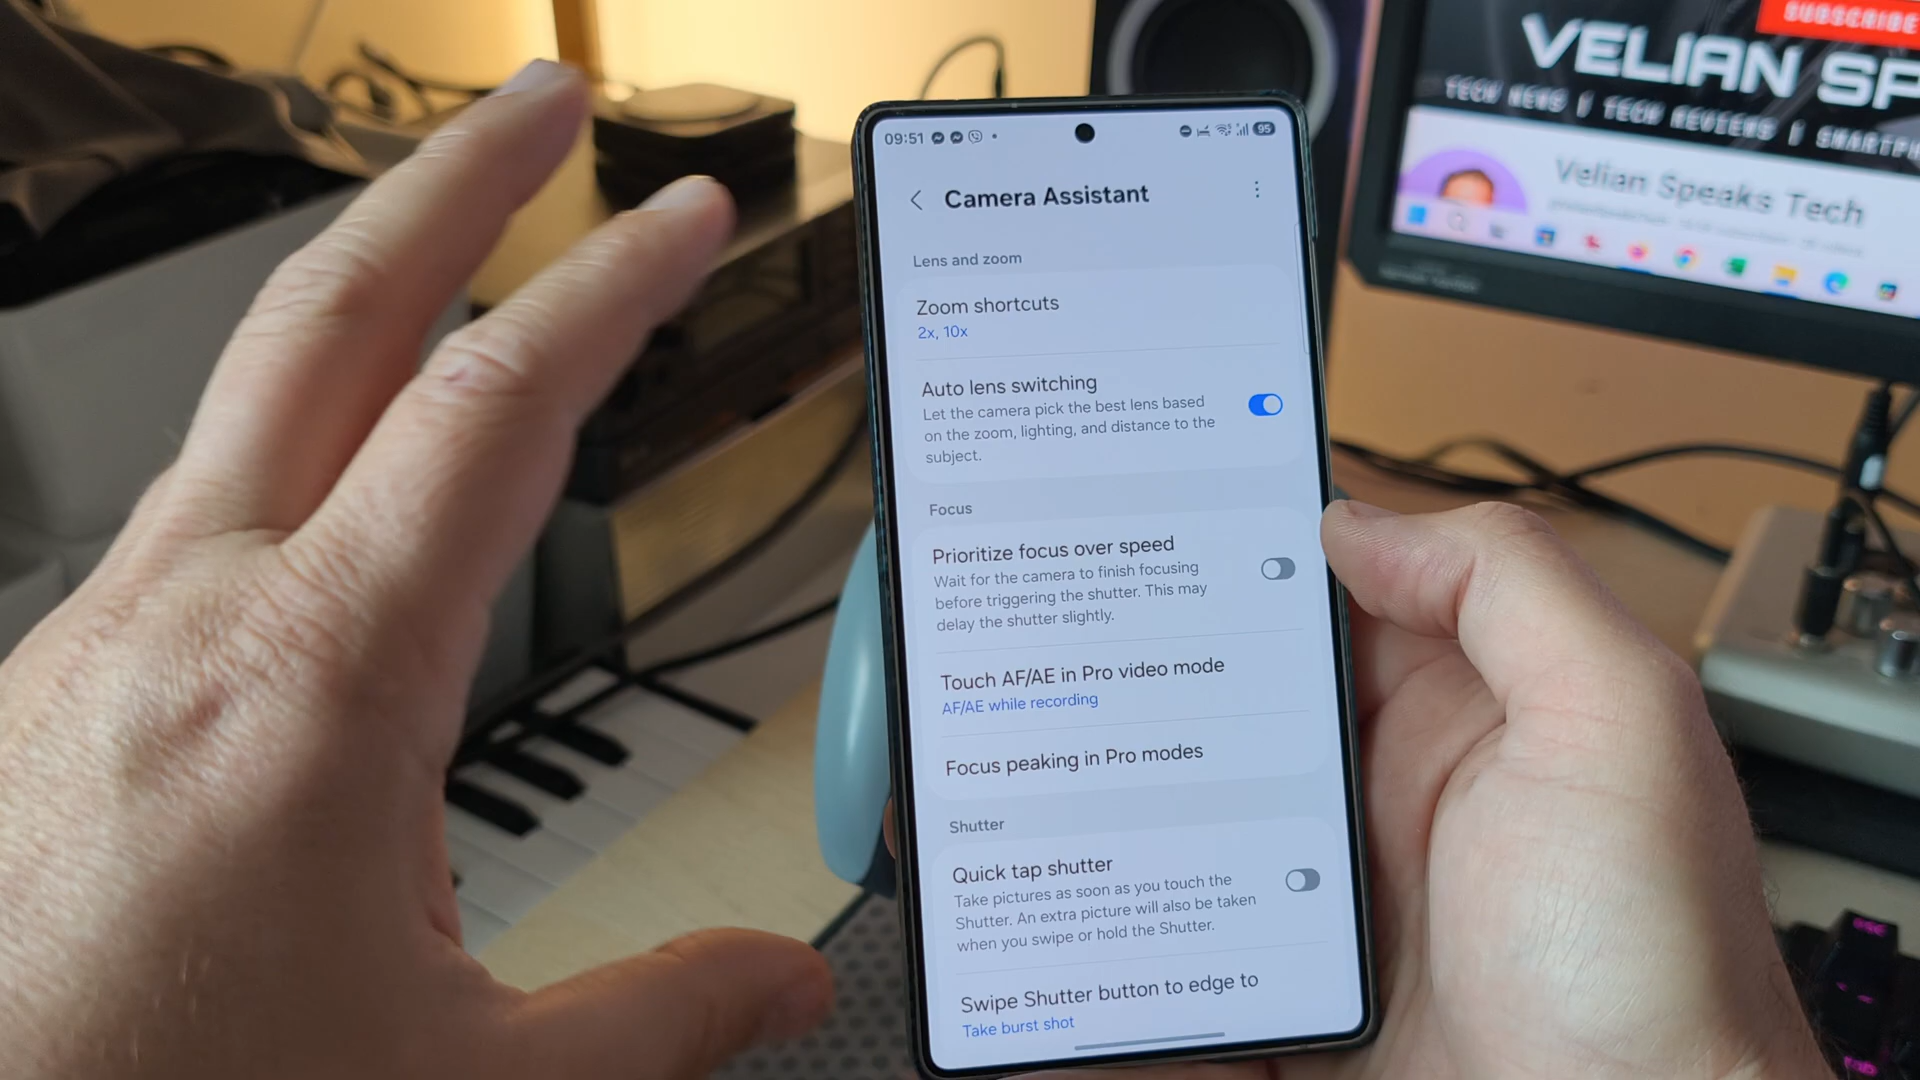 SUBSCRIBE
VELIAN SP
TECH NEWS | TECH REVIEWS | SMARTPH
Velian Speaks Tech
09:51
95
Camera Assistant
Lens and zoom
Zoom shortcuts
2x, 10x
Auto lens switching
Let the camera pick the best lens based
on the zoom, lighting, and distance to the
subject.
Focus
Prioritize focus over speed
Wait for the camera to finish focusing
before triggering the shutter. This may
delay the shutter slightly.
Touch AF/AE in Pro video mode
AF/AE while recording
Focus peaking in Pro modes
Shutter
Quick tap shutter
Take pictures as soon as you touch the
Shutter. An extra picture will also be taken
when you swipe or hold the Shutter.
Swipe Shutter button to edge to
Take burst shot
tab